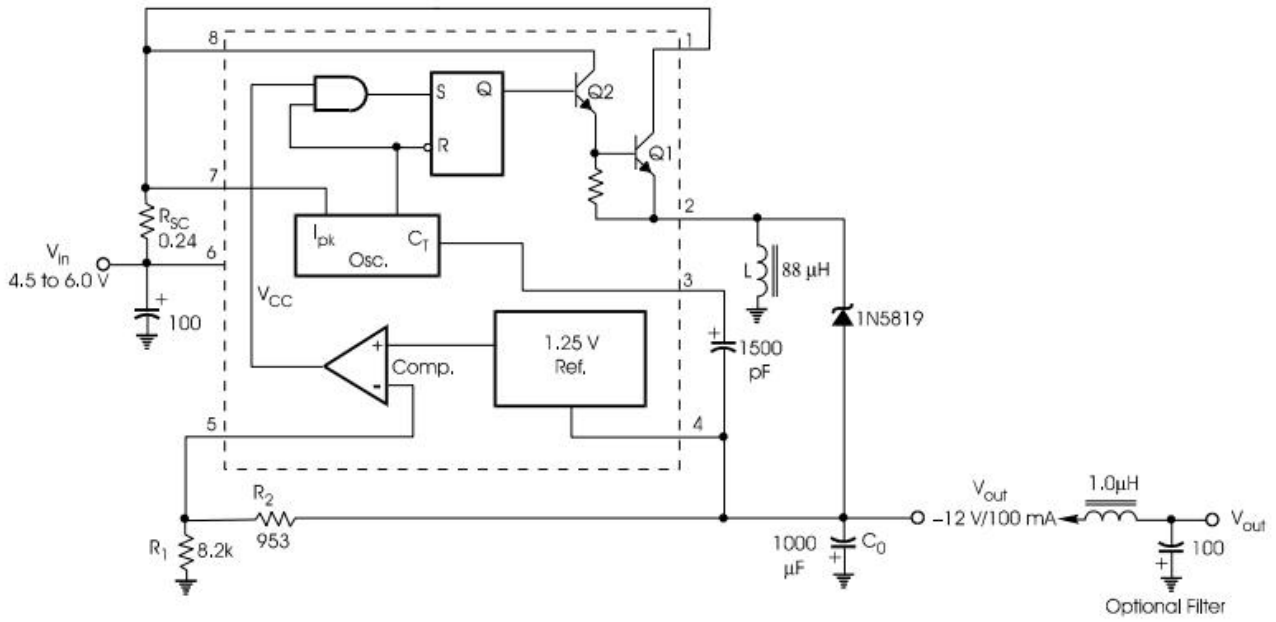 8
1
S
Q
Q2
R
Q1
7
2
R_SC
0.24
I_pk
C_T
Osc.
L
88 µH
V_in
4.5 to 6.0 V
6
3
+
100
V_CC
1N5819
+
1500
pF
+
-
Comp.
1.25 V
Ref.
5
4
R_2
953
R_1
8.2k
V_out
–12 V/100 mA
1.0µH
V_out
1000
µF
+
C_0
+
100
Optional Filter